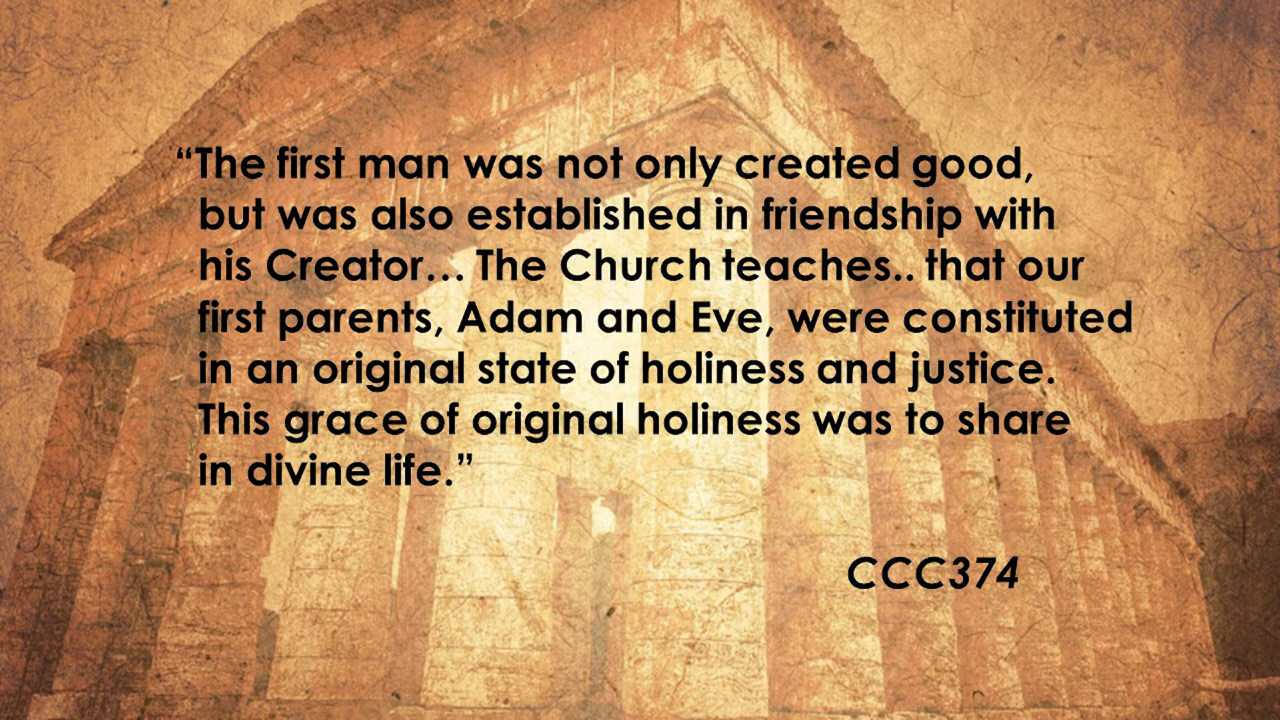 “The first man was not only created good,
but was also established in friendship with
his Creator… The Church teaches.. that our
first parents, Adam and Eve, were constituted
in an original state of holiness and justice.
This grace of original holiness was to share
in divine life.”
CCC374